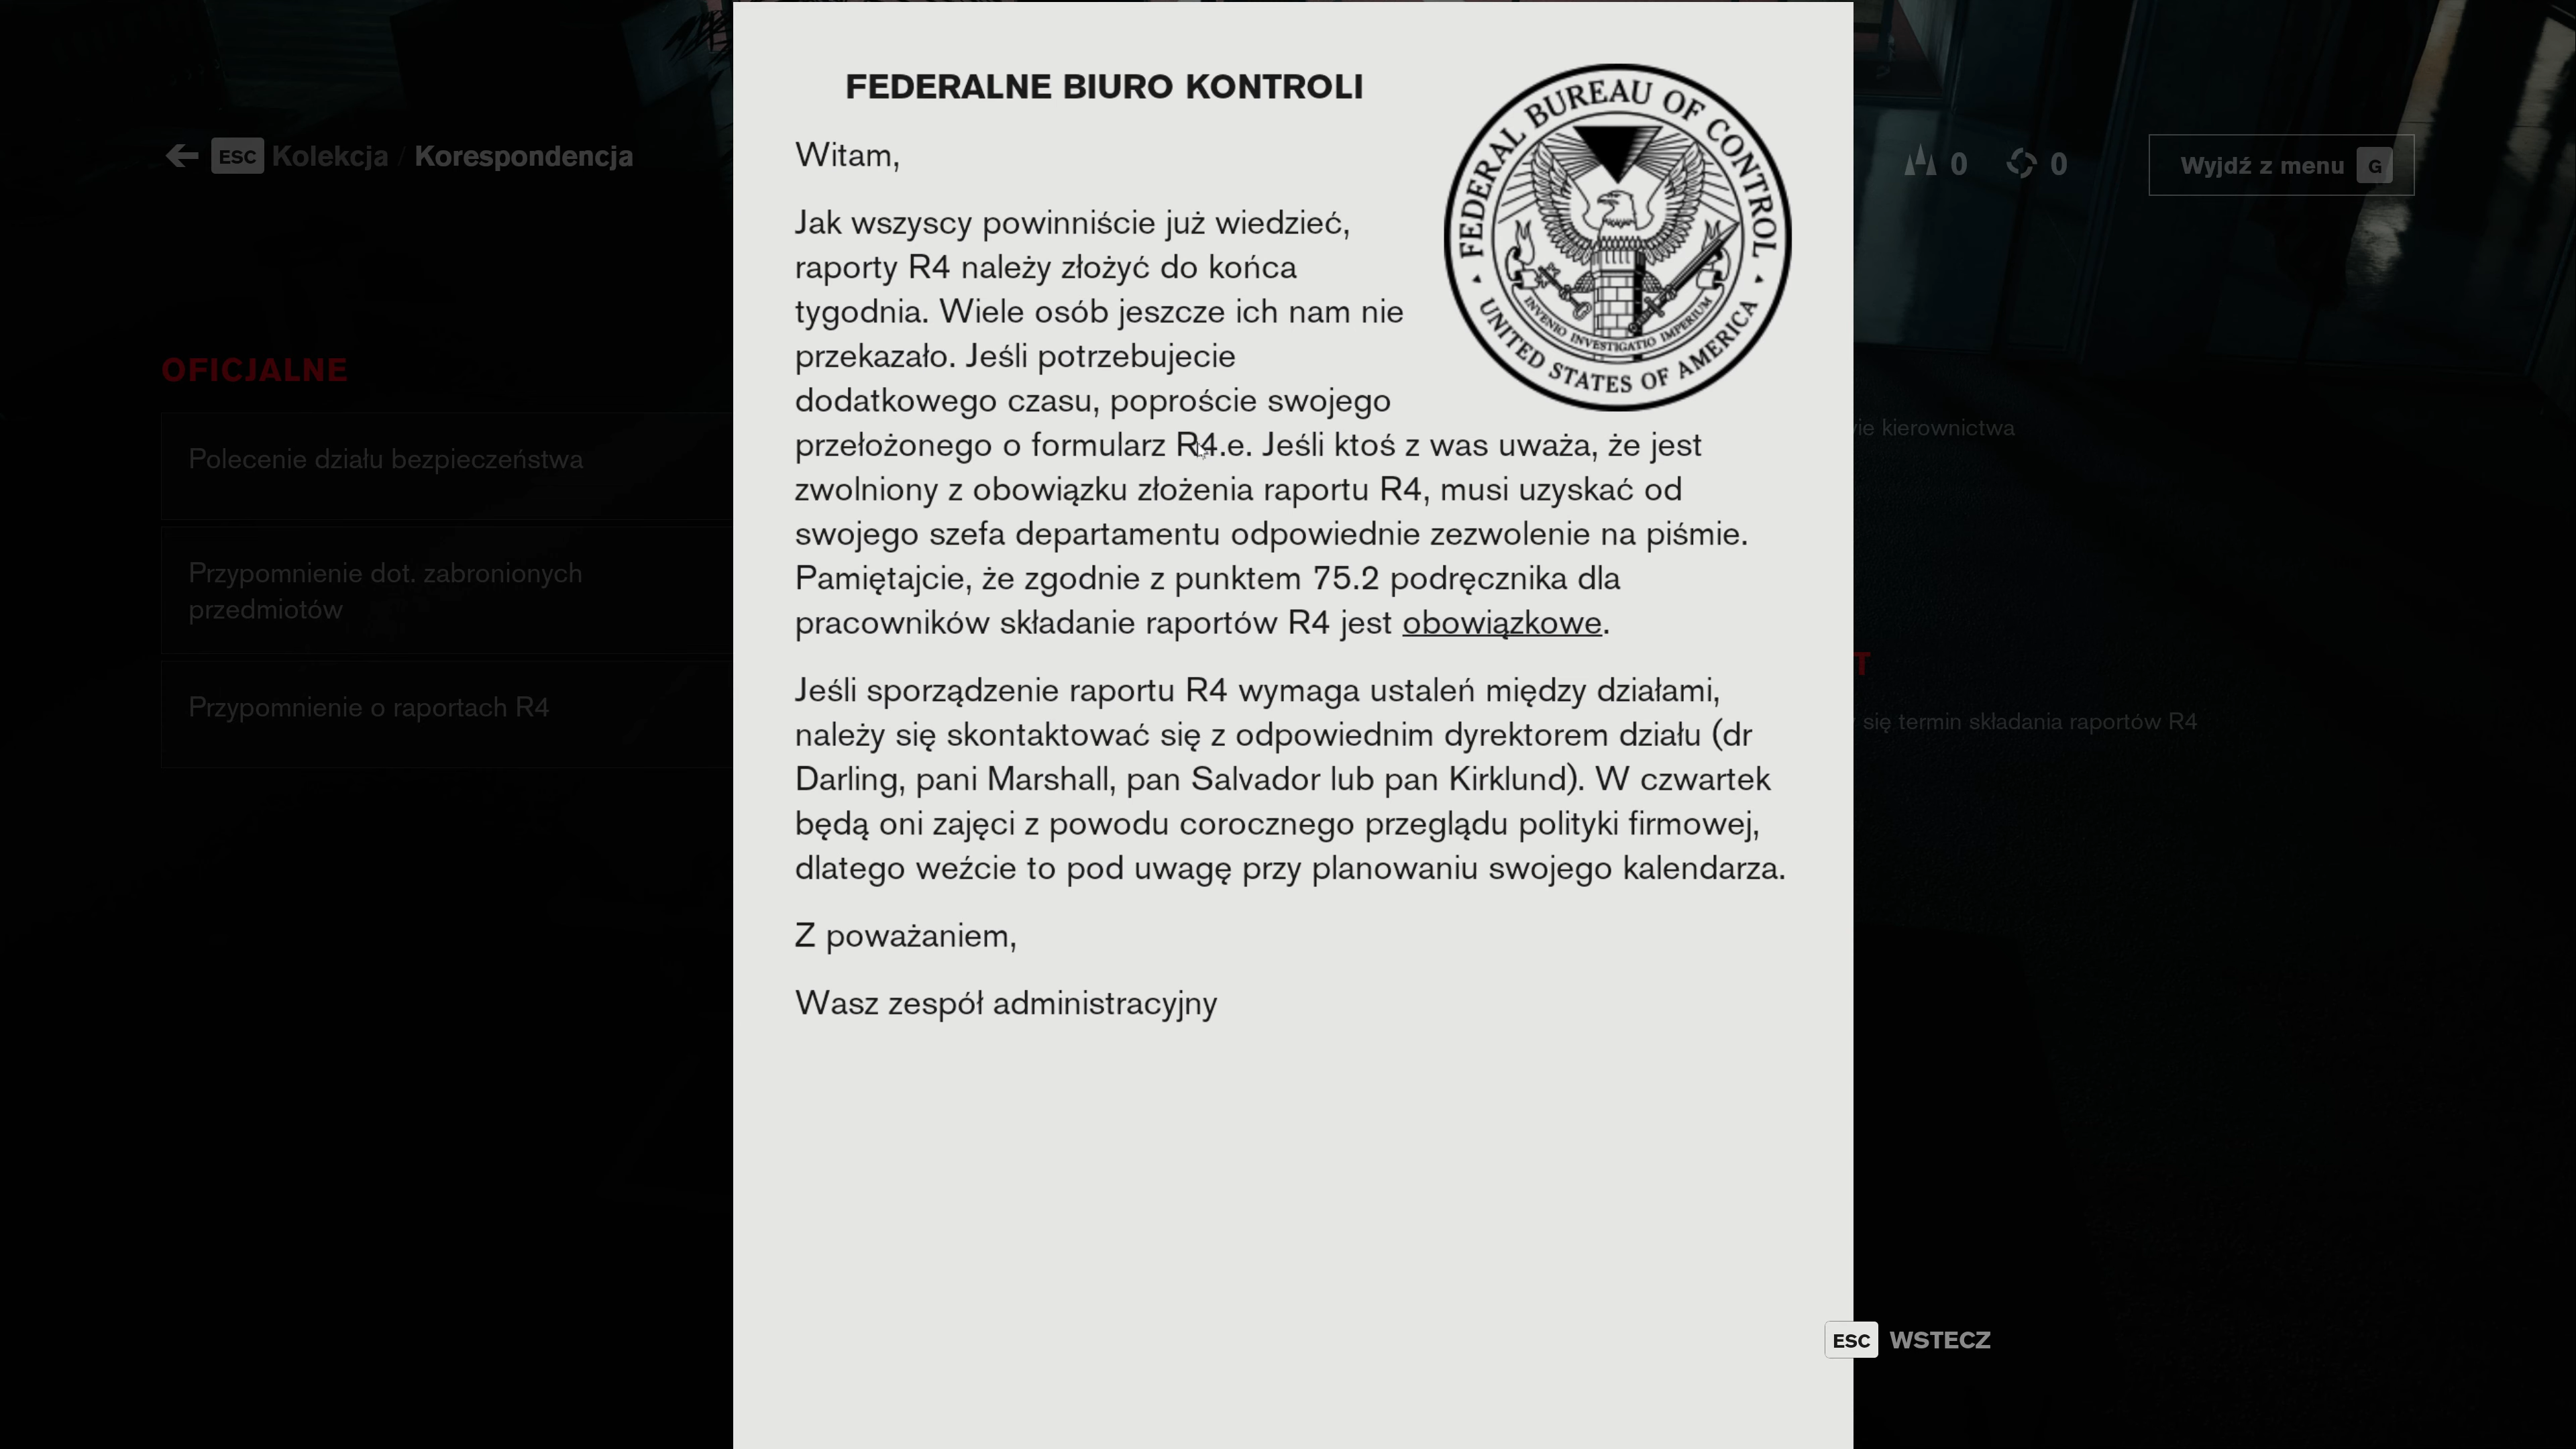 ESC Kolekcja / Korespondencja
0 0
Wyjdź z menu G
OFICJALNE
Polecenie działu bezpieczeństwa
Przypomnienie dot. zabronionych
przedmiotów
Przypomnienie o raportach R4
FEDERALNE BIURO KONTROLI
FEDERAL BUREAU OF CONTROL
UNITED STATES OF AMERICA
INVENIO INVESTIGATIO IMPERIUM
Witam,
Jak wszyscy powinniście już wiedzieć,
raporty R4 należy złożyć do końca
tygodnia. Wiele osób jeszcze ich nam nie
przekazało. Jeśli potrzebujecie
dodatkowego czasu, poproście swojego
przełożonego o formularz R4.e. Jeśli ktoś z was uważa, że jest
zwolniony z obowiązku złożenia raportu R4, musi uzyskać od
swojego szefa departamentu odpowiednie zezwolenie na piśmie.
Pamiętajcie, że zgodnie z punktem 75.2 podręcznika dla
pracowników składanie raportów R4 jest obowiązkowe.
Jeśli sporządzenie raportu R4 wymaga ustaleń między działami,
należy się skontaktować się z odpowiednim dyrektorem działu (dr
Darling, pani Marshall, pan Salvador lub pan Kirklund). W czwartek
będą oni zajęci z powodu corocznego przeglądu polityki firmowej,
dlatego weźcie to pod uwagę przy planowaniu swojego kalendarza.
Z poważaniem,
Wasz zespół administracyjny
kierownictwa
się termin składania raportów R4
ESC WSTECZ